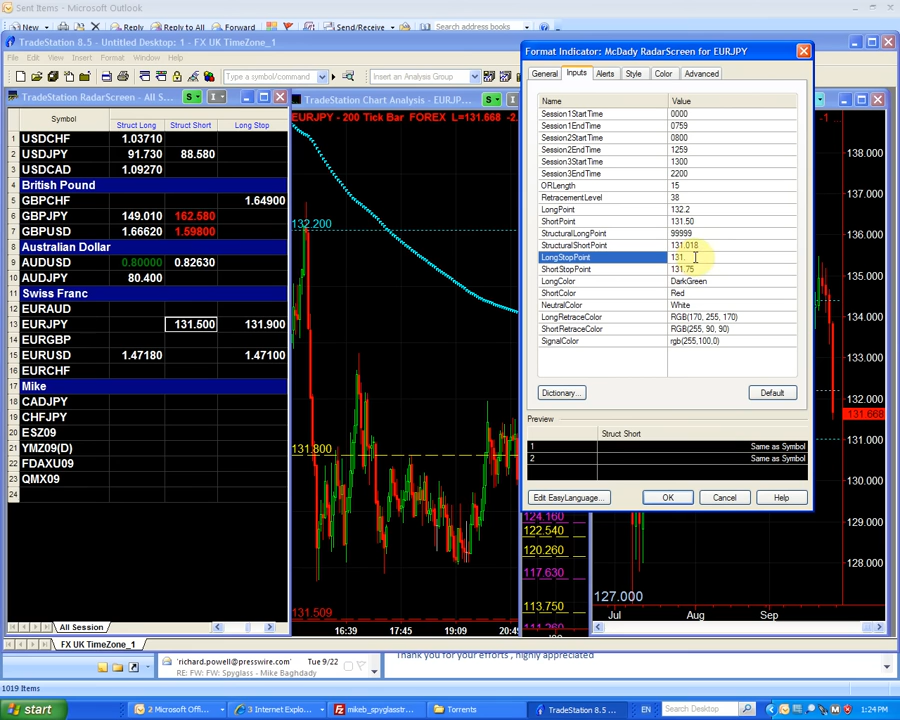 Sent Items - Microsoft Outlook
New
Reply
Reply to All
Forward
Send/Receive
Search address books
TradeStation 8.5 - Untitled Desktop: 1 - FX UK TimeZone_1
File Edit View Insert Format Window Help
Type a symbol/command
Insert an Analysis Group
TradeStation RadarScreen - All S...
S
I
Symbol Struct Long Struct Short Long Stop
1 USDCHF 1.03710
2 USDJPY 91.730 88.580
3 USDCAD 1.09270
4 British Pound
5 GBPCHF 1.64900
6 GBPJPY 149.010 162.580
7 GBPUSD 1.66620 1.59800
8 Australian Dollar
9 AUDUSD 0.80000 0.82630
10 AUDJPY 80.400
11 Swiss Franc
12 EURAUD
13 EURJPY 131.500 131.900
14 EURGBP
15 EURUSD 1.47180 1.47100
16 EURCHF
Mike
17 CADJPY
18 CHFJPY
19 ESZ09
20
21 YMZ09(D)
22 FDAXU09
23 QMX09
24
All Session
FX UK TimeZone_1
TradeStation Chart Analysis - EURJP...
S
EURJPY - 200 Tick Bar FOREX L=131.668 -2.
132.200
131.800
131.509
16:39 17:45 19:09 20:4
Format Indicator: McDady RadarScreen for EURJPY
General Inputs Alerts Style Color Advanced
Name Value
Session1StartTime 0000
Session1EndTime 0759
Session2StartTime 0800
Session2EndTime 1259
Session3StartTime 1300
Session3EndTime 2200
ORLength 15
RetracementLevel 38
LongPoint 132.2
ShortPoint 131.50
StructuralLongPoint 99999
StructuralShortPoint 131.018
LongStopPoint 131.
ShortStopPoint 131.75
LongColor DarkGreen
ShortColor Red
NeutralColor White
LongRetraceColor RGB(170, 255, 170)
ShortRetraceColor RGB(255, 90, 90)
SignalColor rgb(255,100,0)
Dictionary... Default
Preview
Struct Short
1 Same as Symbol
2 Same as Symbol
Edit EasyLanguage... OK Cancel Help
124.160
122.540
120.260
117.630
113.750
111.260
138.000
135.000
134.000
133.000
132.000
131.668
131.000
130.000
129.000
128.000
127.000
Jul Aug Sep
'richard.powell@presswire.com' Tue 9/22
RE: FW: FW: Spyglass - Mike Baghdady
Thank you for your efforts , highly appreciated
1019 Items
start
2 Microsoft Offi...
3 Internet Explo...
mikeb_spyglasstr...
Torrents
TradeStation 8.5 ...
EN
Search Desktop
1:24 PM